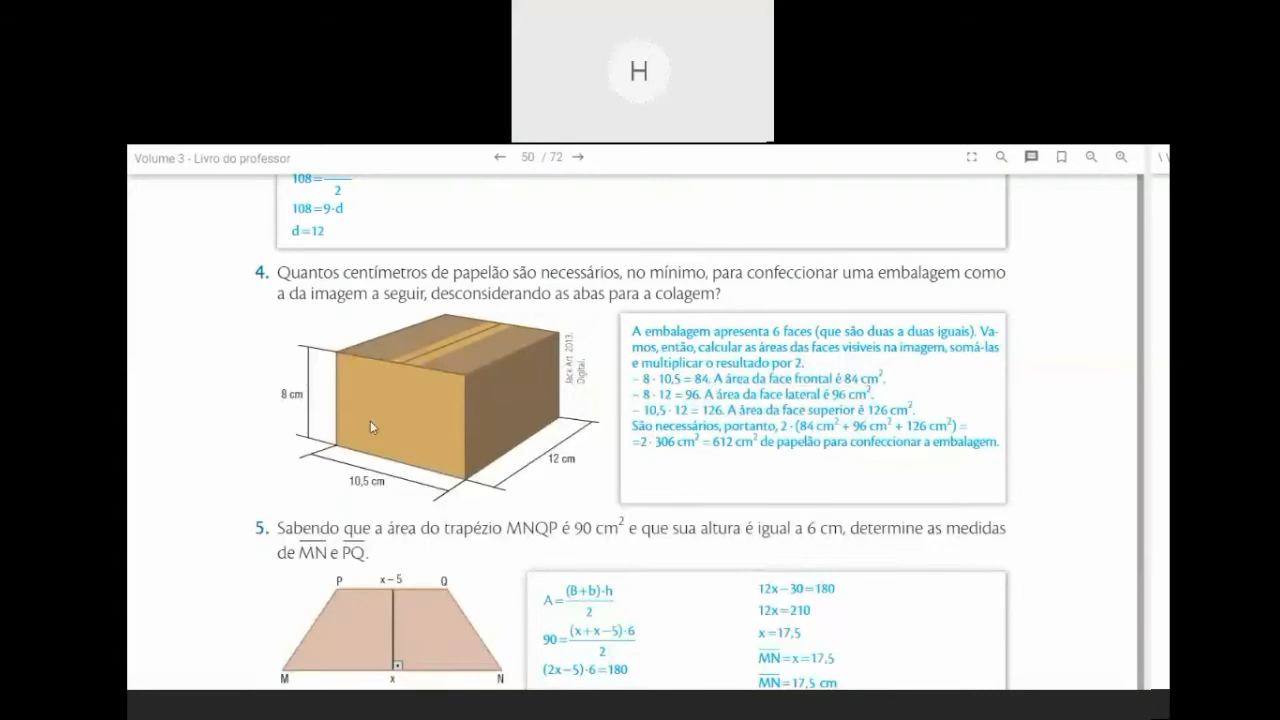 H
Volume 3 - Livro do professor
← 50 / 72 →
108=
2
108=9·d
d=12
4. Quantos centímetros de papelão são necessários, no mínimo, para confeccionar uma embalagem como
a da imagem a seguir, desconsiderando as abas para a colagem?
8 cm
10,5 cm
12 cm
Jack Art. 2013.
Digital.
A embalagem apresenta 6 faces (que são duas a duas iguais). Va-
mos, então, calcular as áreas das faces visíveis na imagem, somá-las
e multiplicar o resultado por 2.
– 8 · 10,5 = 84. A área da face frontal é 84 cm².
– 8 · 12 = 96. A área da face lateral é 96 cm².
– 10,5 · 12 = 126. A área da face superior é 126 cm².
São necessários, portanto, 2 · (84 cm² + 96 cm² + 126 cm²) =
=2 · 306 cm² = 612 cm² de papelão para confeccionar a embalagem.
5. Sabendo que a área do trapézio MNQP é 90 cm² e que sua altura é igual a 6 cm, determine as medidas
de M̅N̅ e P̅Q̅.
P x – 5 Q
M x N
A=(B+b)·h
2
90=(x+x–5)·6
2
(2x–5)·6=180
12x–30=180
12x=210
x=17,5
M̅N̅=x=17,5
M̅N̅=17,5 cm